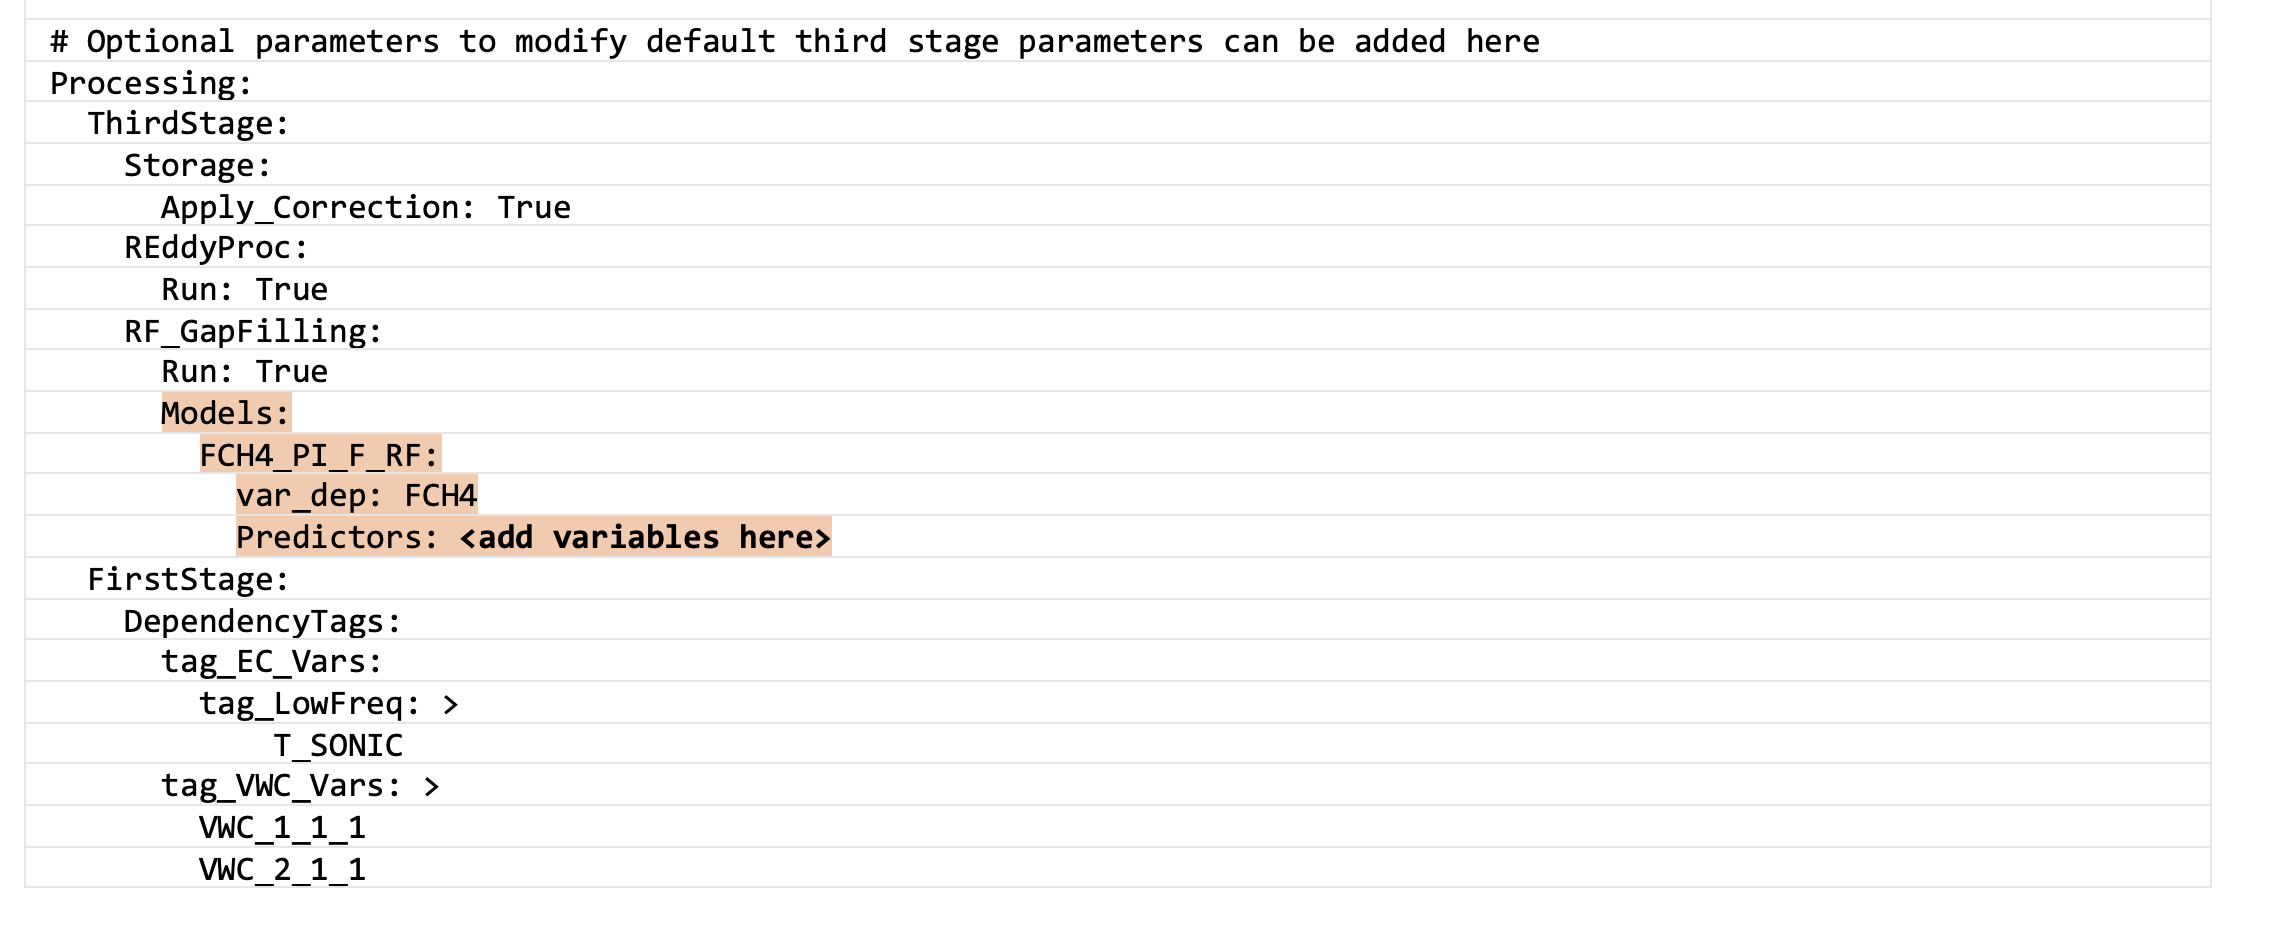 # Optional parameters to modify default third stage parameters can be added here
Processing:
  ThirdStage:
    Storage:
      Apply_Correction: True
    REddyProc:
      Run: True
    RF_GapFilling:
      Run: True
      Models:
        FCH4_PI_F_RF:
          var_dep: FCH4
          Predictors: <add variables here>
  FirstStage:
    DependencyTags:
      tag_EC_Vars:
        tag_LowFreq: >
            T_SONIC
      tag_VWC_Vars: >
        VWC_1_1_1
        VWC_2_1_1